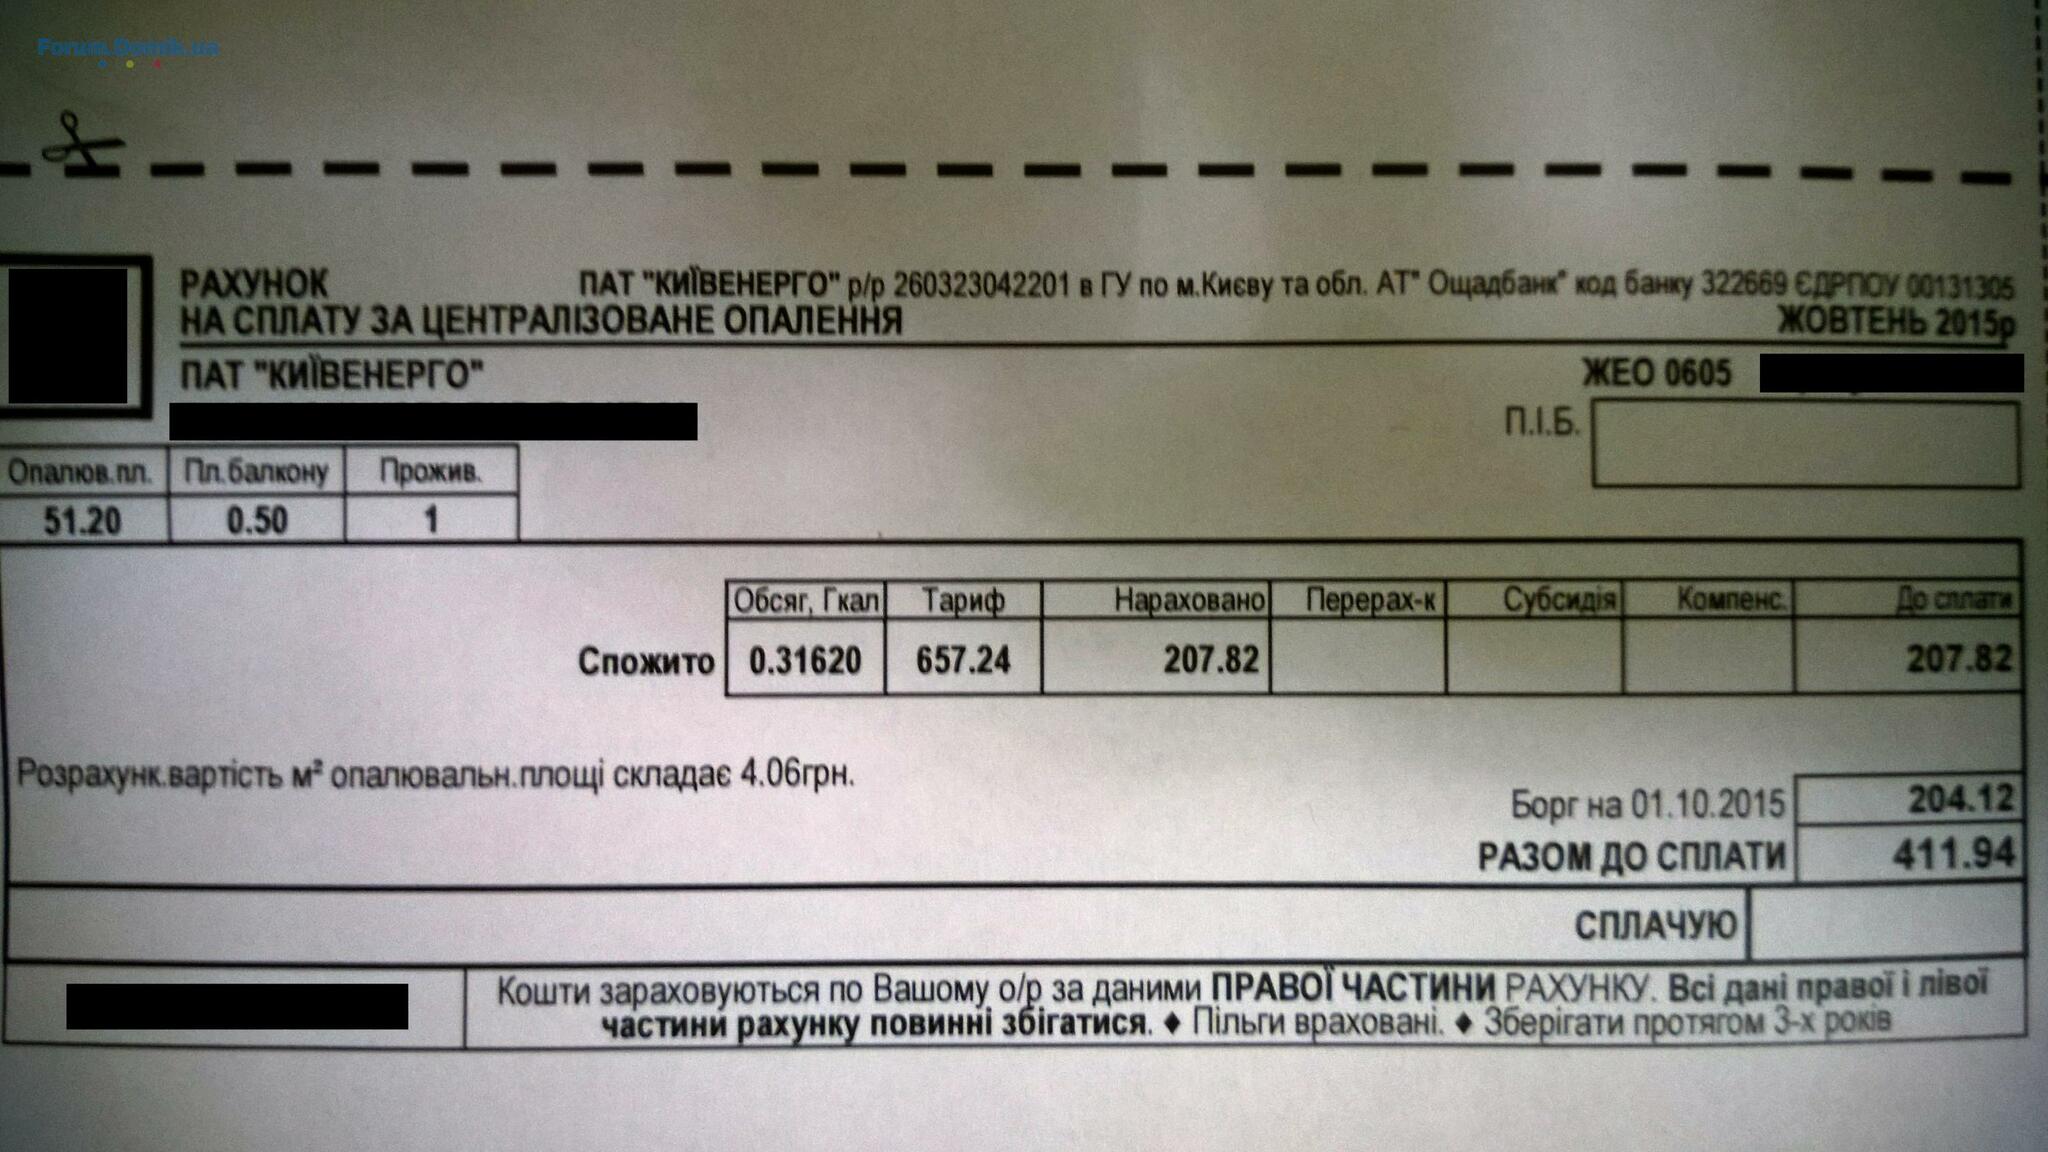 Forum.Domik.ua
РАХУНОК ПАТ "КИЇВЕНЕРГО" р/р 260323042201 в ГУ по м.Києву та обл. АТ" Ощадбанк" код банку 322669 ЄДРПОУ 00131305
НА СПЛАТУ ЗА ЦЕНТРАЛІЗОВАНЕ ОПАЛЕННЯ ЖОВТЕНЬ 2015р
ПАТ "КИЇВЕНЕРГО" ЖЕО 0605
П.І.Б.
Опалюв.пл. Пл.балкону Прожив.
51.20 0.50 1
Обсяг, Гкал Тариф Нараховано Перерах-к Субсидія Компенс. До сплати
Спожито 0.31620 657.24 207.82 207.82
Розрахунк.вартість м² опалювальн.площі складає 4.06грн.
Борг на 01.10.2015 204.12
РАЗОМ ДО СПЛАТИ 411.94
СПЛАЧУЮ
Кошти зараховуються по Вашому о/р за даними ПРАВОЇ ЧАСТИНИ РАХУНКУ. Всі дані правої і лівої
частини рахунку повинні збігатися. ♦ Пільги враховані. ♦ Зберігати протягом 3-х років